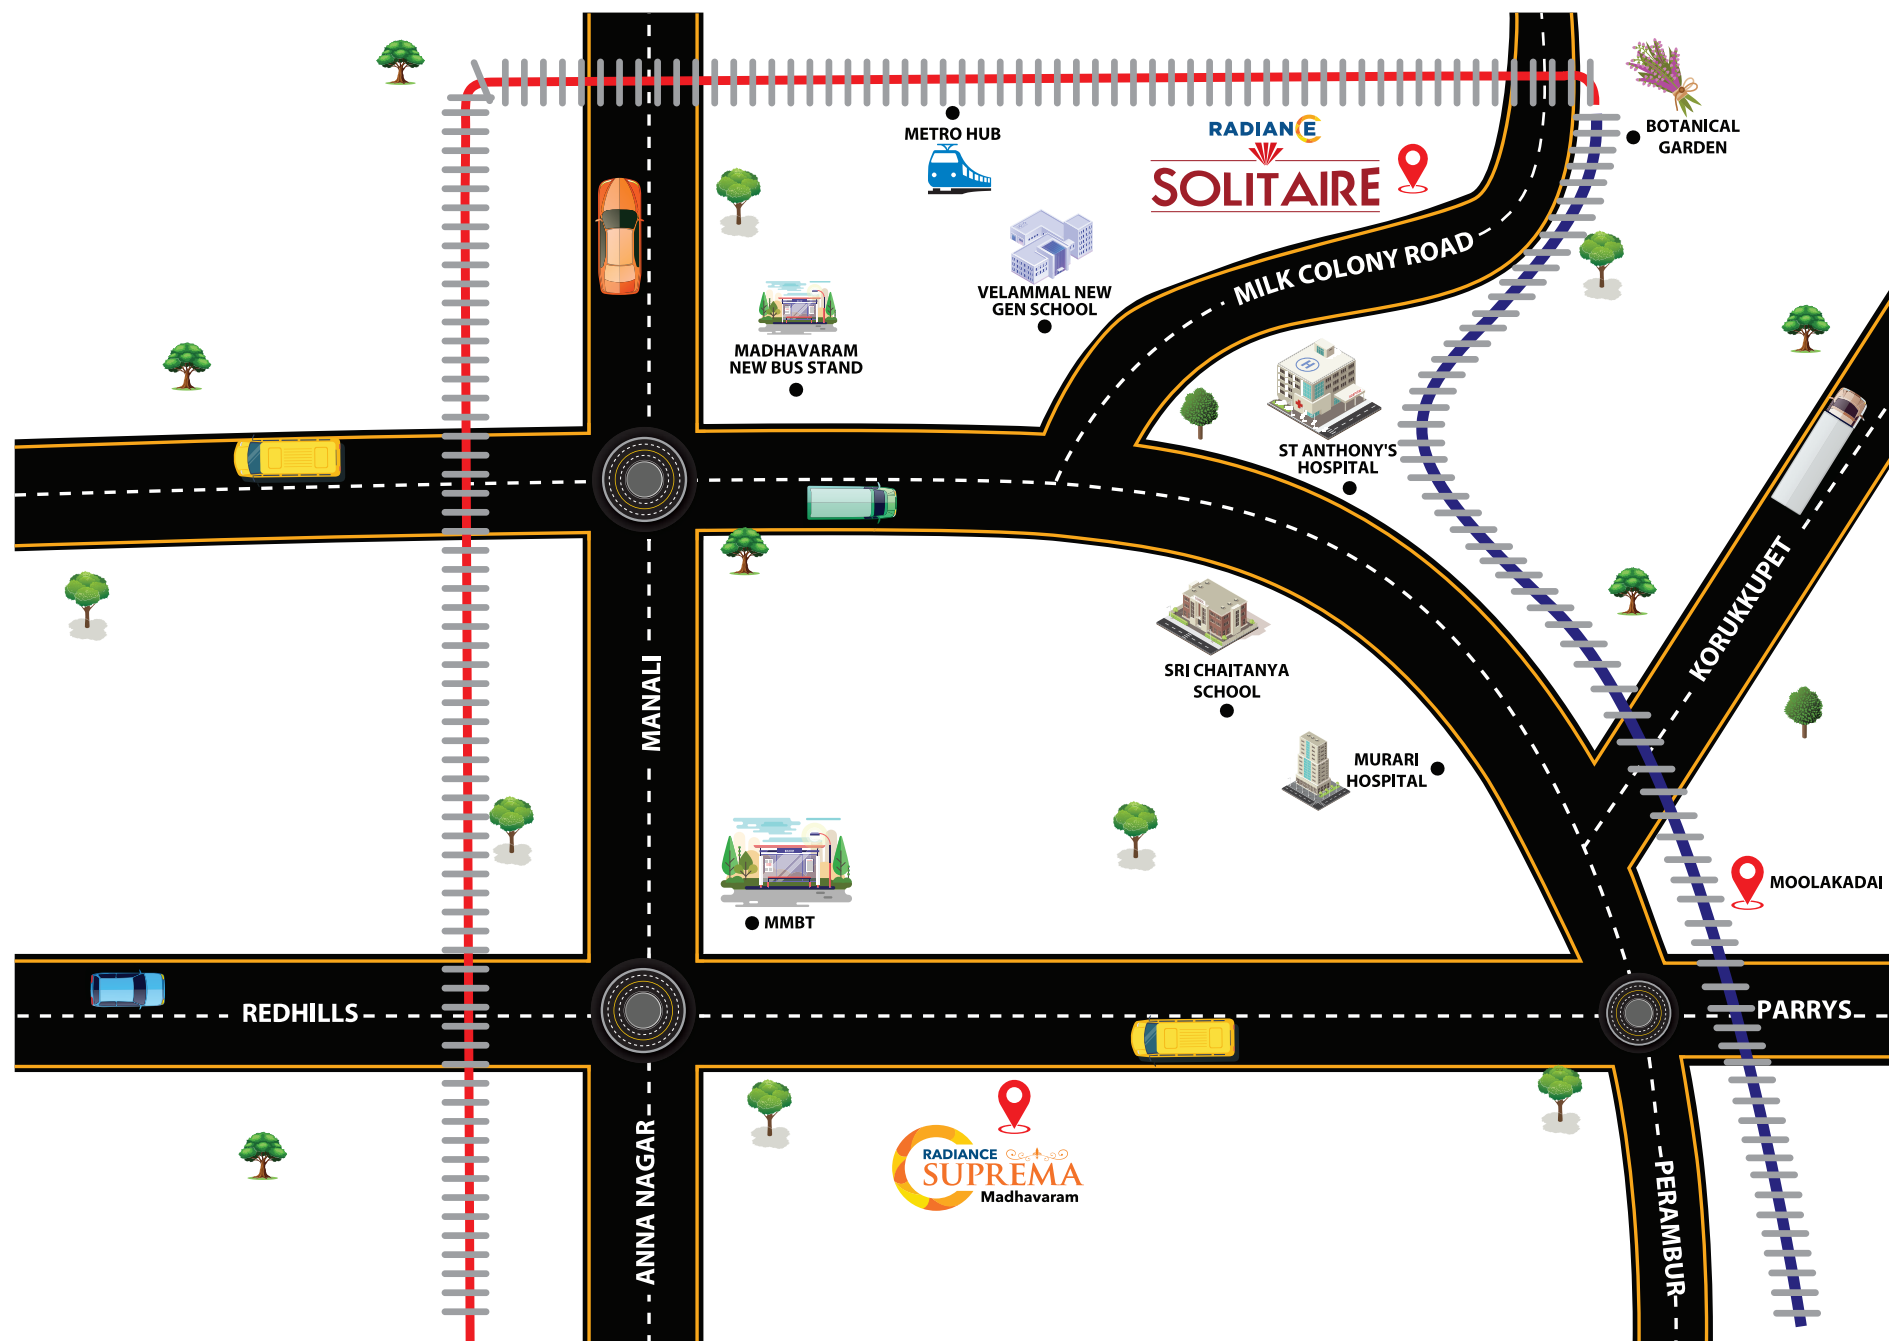 METRO HUB
RADIANCE
SOLITAIRE
BOTANICAL
GARDEN
MILK COLONY ROAD
VELAMMAL NEW
GEN SCHOOL
MADHAVARAM
NEW BUS STAND
H
ST ANTHONY'S
HOSPITAL
KORUKKUPET
SRI CHAITANYA
SCHOOL
MANALI
MURARI
HOSPITAL
MOOLAKADAI
MMBT
REDHILLS
PARRYS
ANNA NAGAR
RADIANCE
SUPREMA
Madhavaram
PERAMBUR